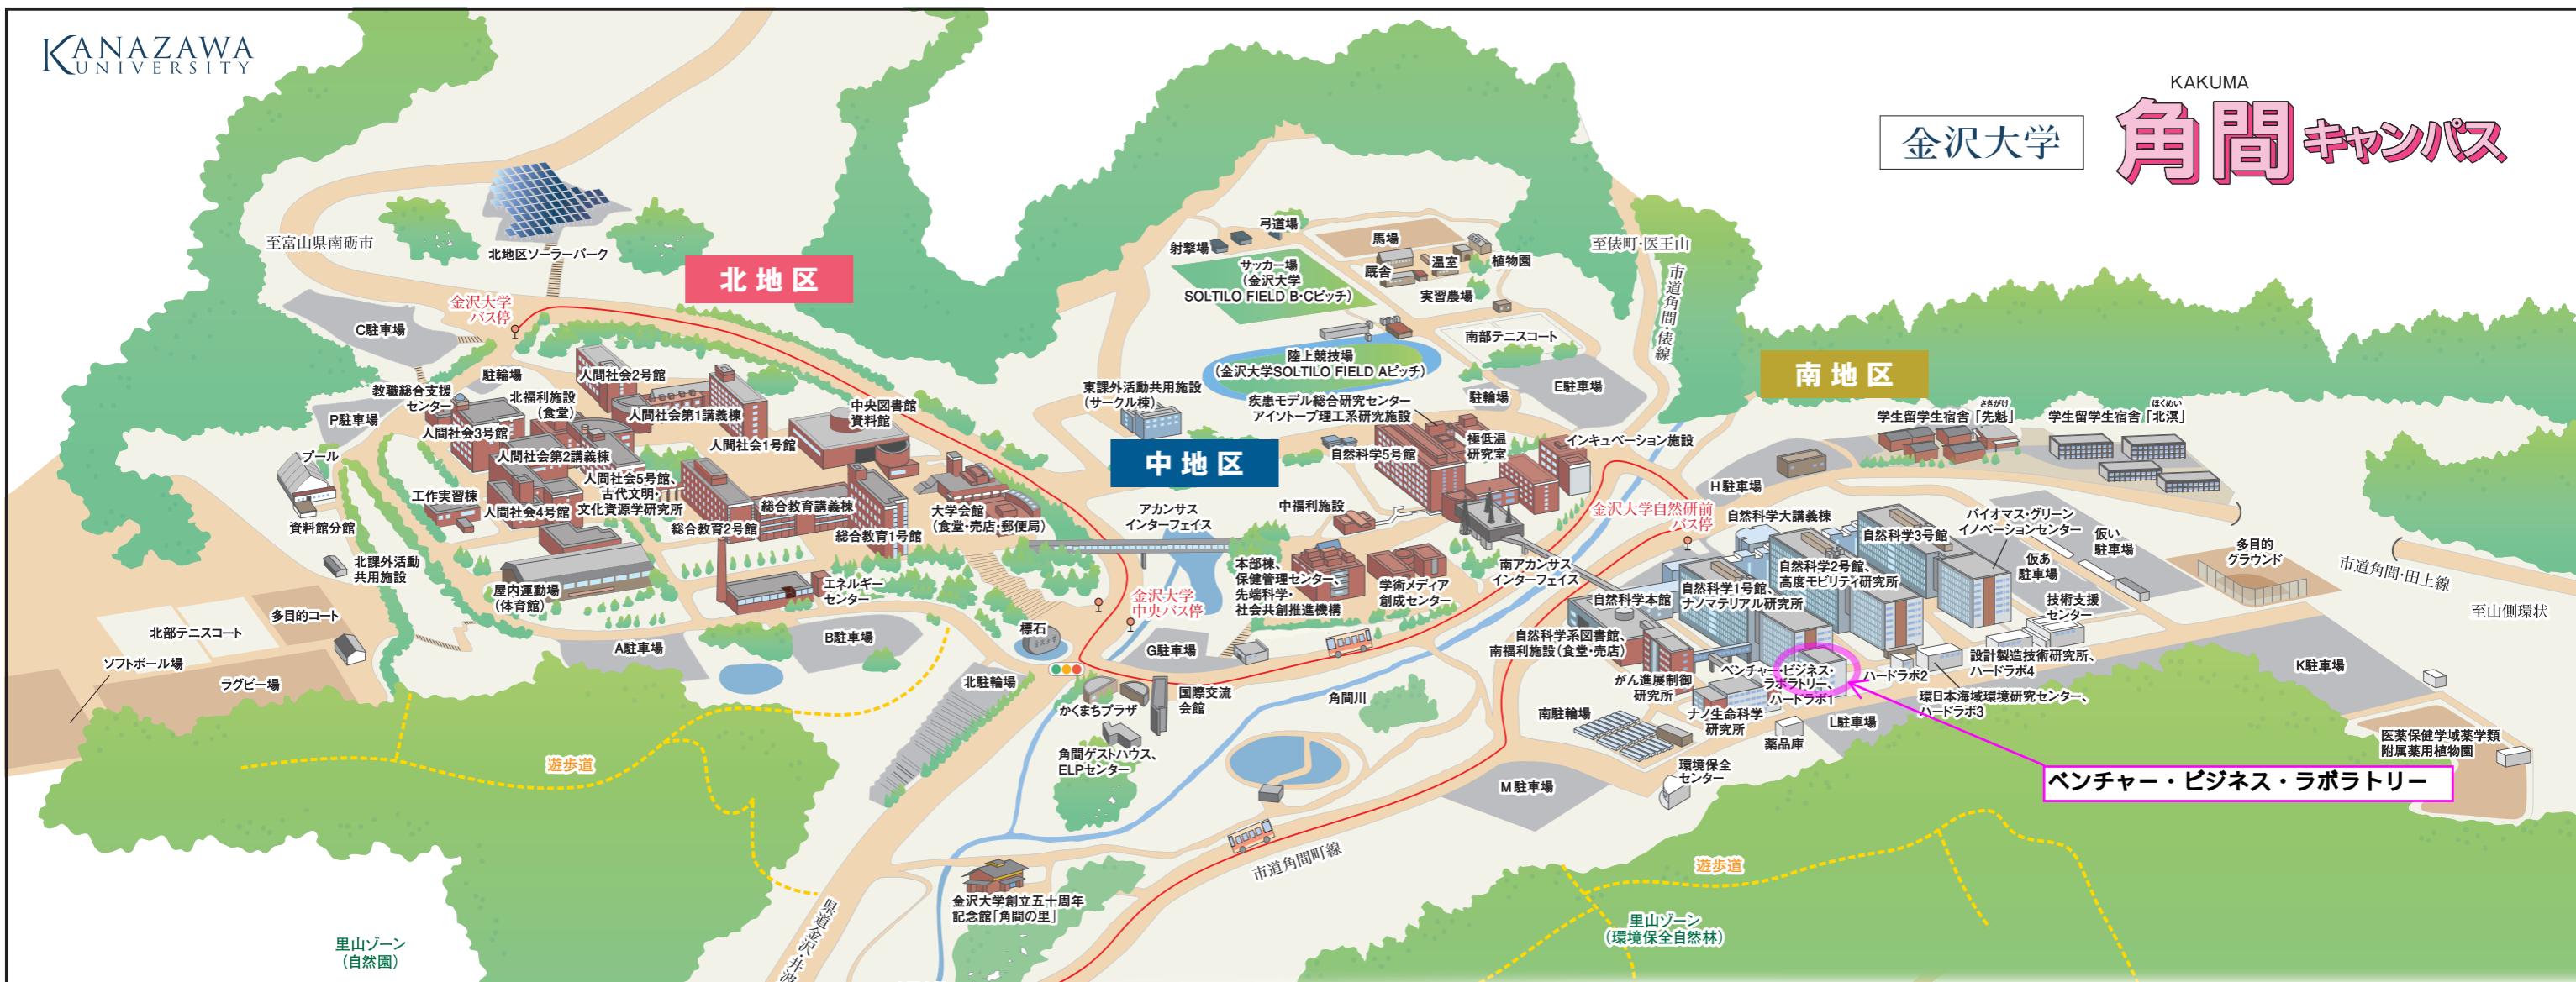 KANAZAWA
UNIVERSITY
KAKUMA
金沢大学
角間キャンパス
至富山県南砺市
北地区ソーラーパーク
北地区
金沢大学
バス停
C駐車場
駐輪場
教職総合支援
センター
P駐車場
北福利施設
(食堂)
人間社会2号館
人間社会第1講義棟
人間社会3号館
人間社会1号館
中央図書館
資料館
人間社会第2講義棟
プール
資料館分館
工作実習棟
人間社会4号館
人間社会5号館、
古代文明・
文化資源学研究所
総合教育2号館
総合教育講義棟
総合教育1号館
大学会館
(食堂・売店・郵便局)
北課外活動
共用施設
屋内運動場
(体育館)
エネルギー
センター
多目的コート
北部テニスコート
ソフトボール場
ラグビー場
A駐車場
B駐車場
標石
北駐輪場
遊歩道
里山ゾーン
(自然園)
県道金沢・井波
射撃場
弓道場
馬場
サッカー場
(金沢大学
SOLTILO FIELD B・Cピッチ)
厩舎
温室
植物園
実習農場
南部テニスコート
陸上競技場
(金沢大学SOLTILO FIELD Aピッチ)
E駐車場
駐輪場
至俵町・医王山
市道角間・俵線
東課外活動共用施設
(サークル棟)
疾患モデル総合研究センター
アイソトープ理工系研究施設
中地区
自然科学5号館
極低温
研究室
インキュベーション施設
中福利施設
アカンサス
インターフェイス
本部棟、
保健管理センター、
先端科学・
社会共創推進機構
学術メディア
創成センター
南アカンサス
インターフェイス
金沢大学
中央バス停
G駐車場
かくまちプラザ
国際交流
会館
角間ゲストハウス、
ELPセンター
角間川
金沢大学創立五十周年
記念館「角間の里」
市道角間町線
南地区
学生留学生宿舎「先魁」
さきがけ
学生留学生宿舎「北溟」
ほくめい
H駐車場
金沢大学自然研前
バス停
自然科学大講義棟
自然科学3号館
バイオマス・グリーン
イノベーションセンター
仮い
駐車場
仮あ
駐車場
多目的
グラウンド
市道角間・田上線
至山側環状
自然科学2号館、
高度モビリティ研究所
自然科学1号館、
ナノマテリアル研究所
自然科学本館
技術支援
センター
自然科学系図書館、
南福利施設(食堂・売店)
設計製造技術研究所、
ハードラボ4
がん進展制御
研究所
ベンチャー・ビジネス・
ラボラトリー、
ハードラボ1
ハードラボ2
環日本海域環境研究センター、
ハードラボ3
K駐車場
南駐輪場
ナノ生命科学
研究所
薬品庫
L駐車場
M駐車場
環境保全
センター
医薬保健学域薬学類
附属薬用植物園
ベンチャー・ビジネス・ラボラトリー
遊歩道
里山ゾーン
(環境保全自然林)